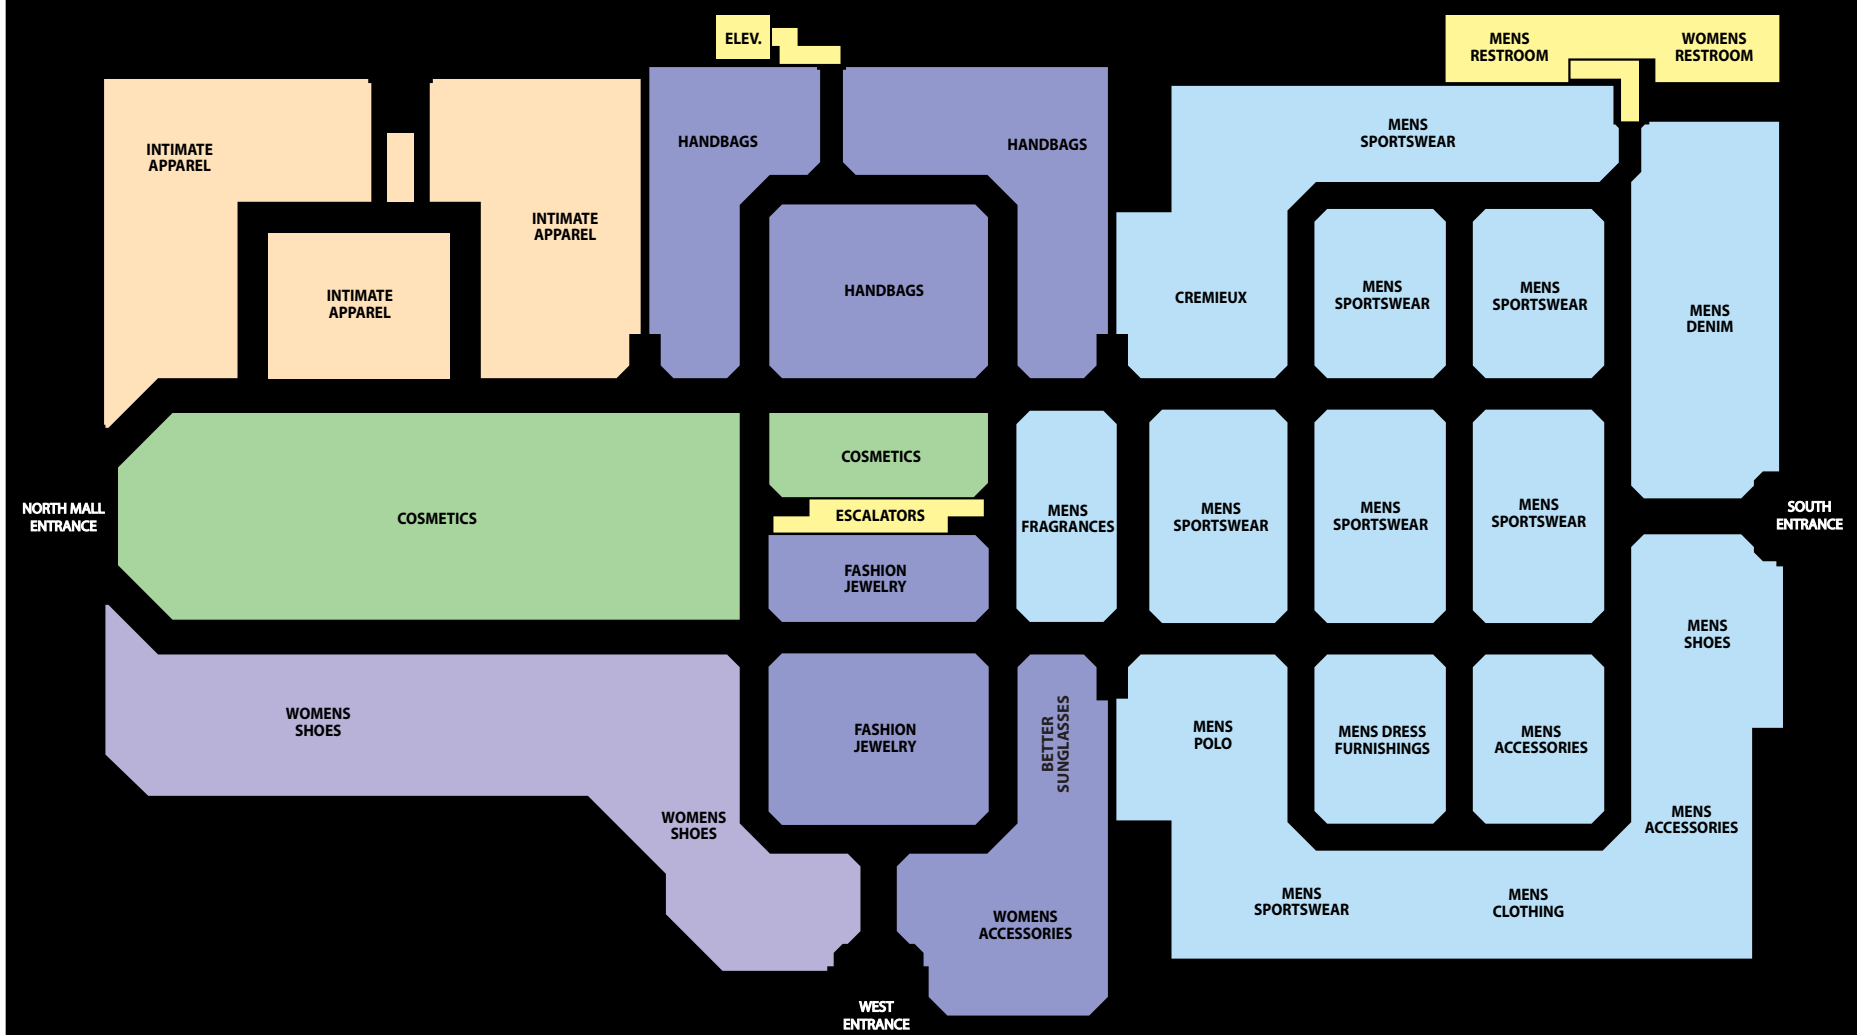 ELEV.
MENS
RESTROOM
WOMENS
RESTROOM
INTIMATE
APPAREL
HANDBAGS
HANDBAGS
MENS
SPORTSWEAR
INTIMATE
APPAREL
INTIMATE
APPAREL
HANDBAGS
CREMIEUX
MENS
SPORTSWEAR
MENS
SPORTSWEAR
MENS
DENIM
NORTH MALL
ENTRANCE
COSMETICS
COSMETICS
ESCALATORS
MENS
FRAGRANCES
MENS
SPORTSWEAR
MENS
SPORTSWEAR
MENS
SPORTSWEAR
SOUTH
ENTRANCE
FASHION
JEWELRY
MENS
SHOES
WOMENS
SHOES
FASHION
JEWELRY
BETTER
SUNGLASSES
MENS
POLO
MENS DRESS
FURNISHINGS
MENS
ACCESSORIES
WOMENS
SHOES
MENS
ACCESSORIES
WOMENS
ACCESSORIES
MENS
SPORTSWEAR
MENS
CLOTHING
WEST
ENTRANCE